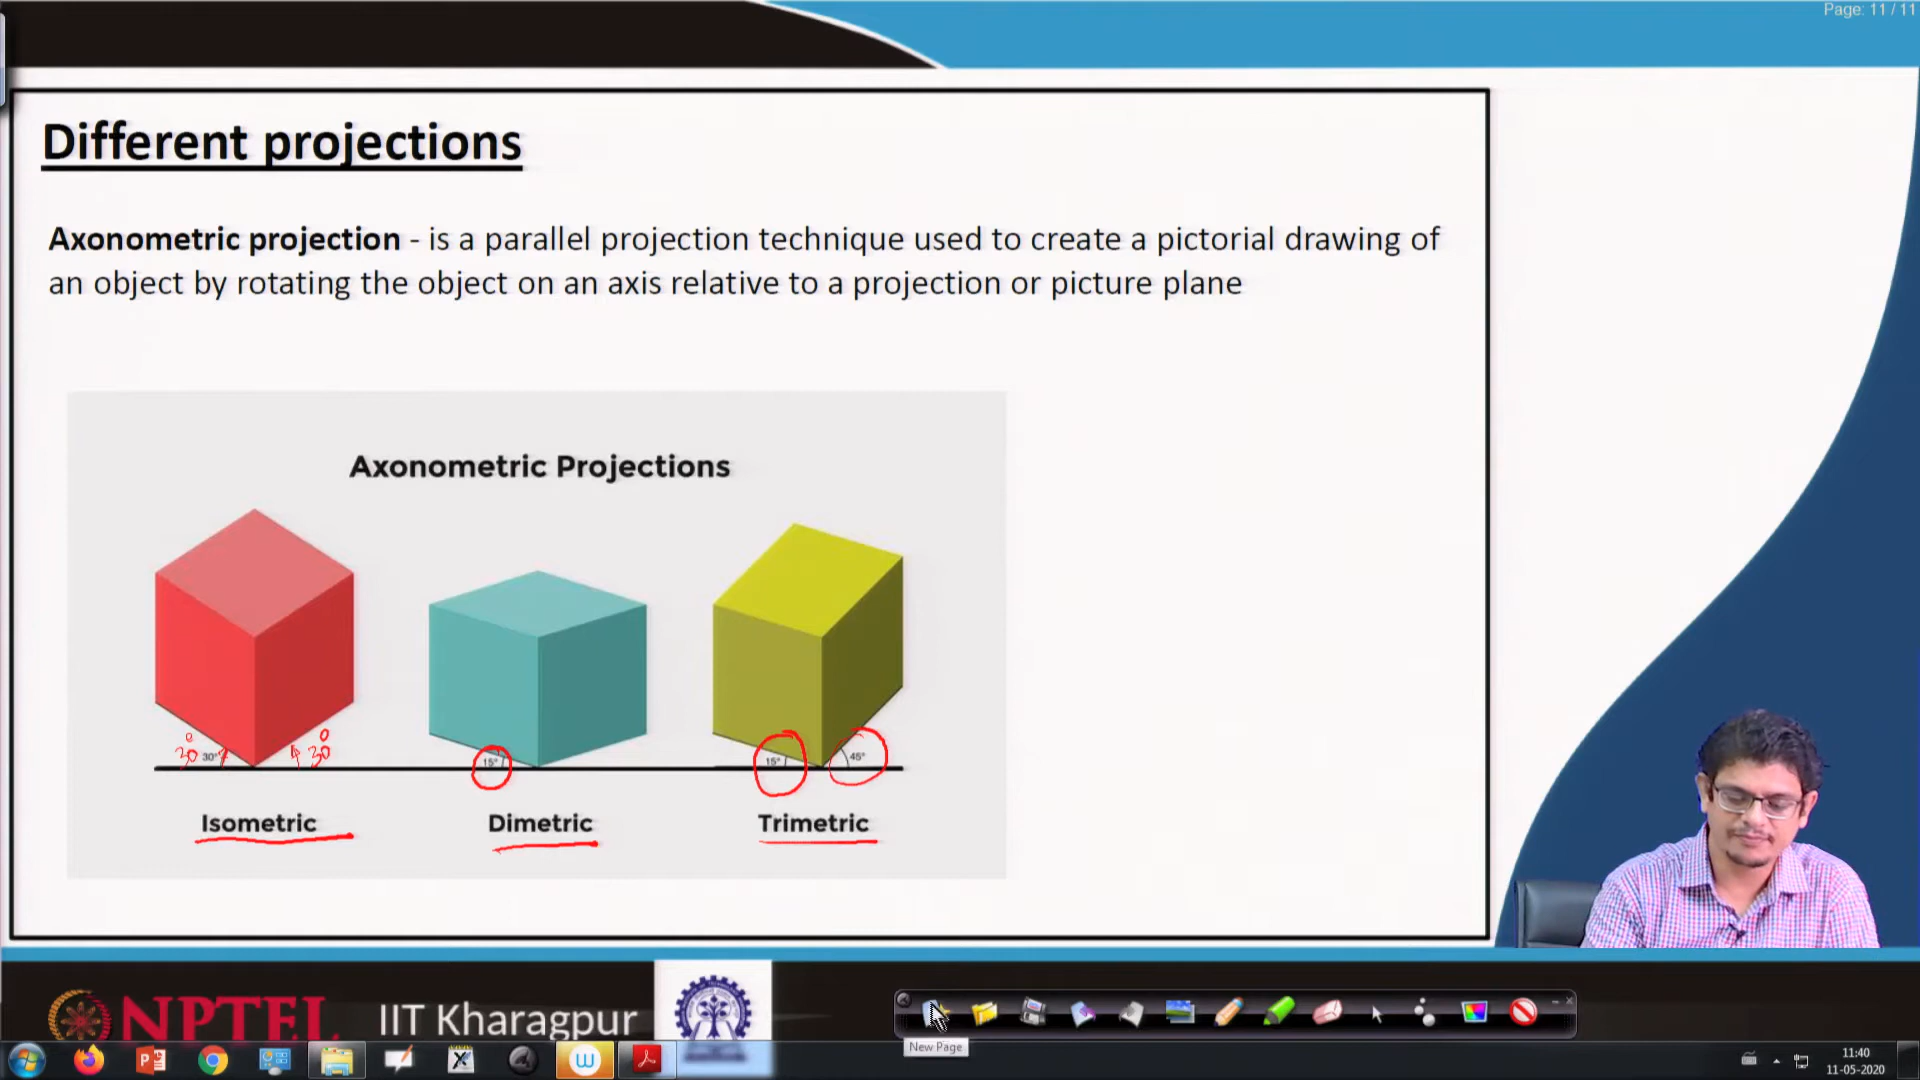 Page: 11 / 11
Different projections
Axonometric projection - is a parallel projection technique used to create a pictorial drawing of
an object by rotating the object on an axis relative to a projection or picture plane
Axonometric Projections
30° 30° 30°
15°
15° 45°
Isometric Dimetric Trimetric
NPTEL IIT Kharagpur
New Page
11:40
11-05-2020